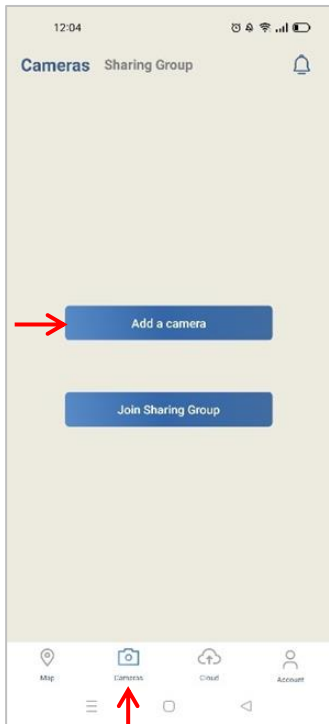 12:04
Cameras Sharing Group
Add a camera
Join Sharing Group
Map Cameras Cloud Account